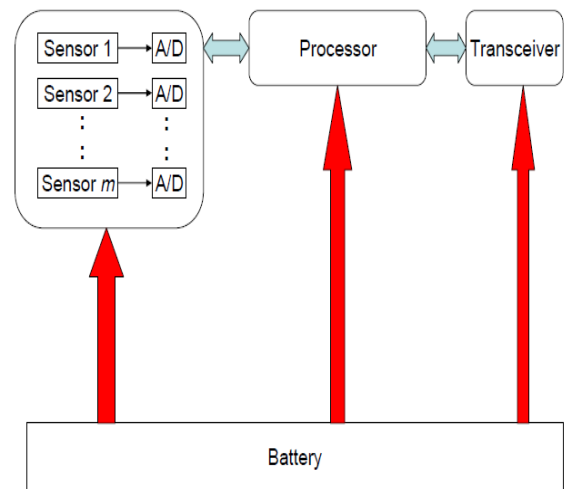 Sensor 1
A/D
Processor
Transceiver
Sensor 2
A/D
Sensor m
A/D
Battery